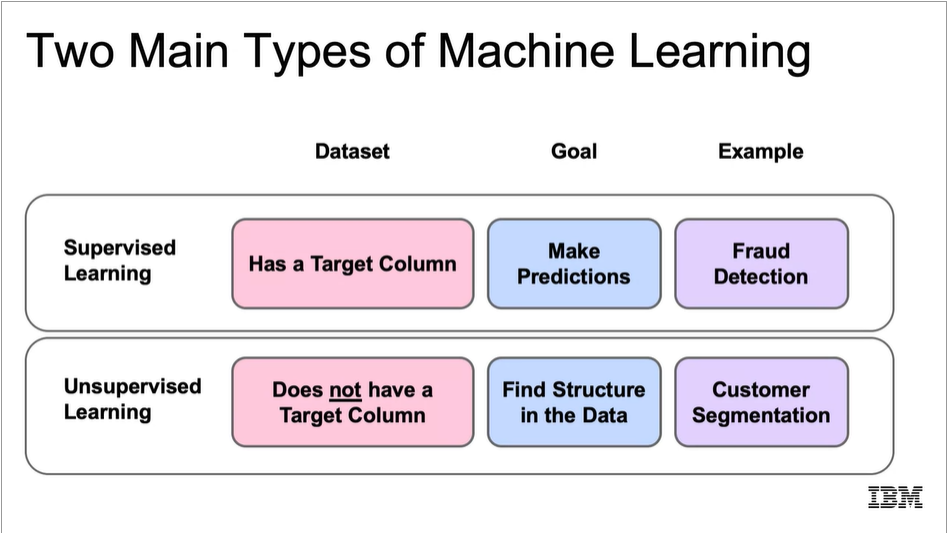 Two Main Types of Machine Learning
Dataset
Goal
Example
Supervised
Learning
Has a Target Column
Make
Predictions
Fraud
Detection
Unsupervised
Learning
Does not have a
Target Column
Find Structure
in the Data
Customer
Segmentation
IBM